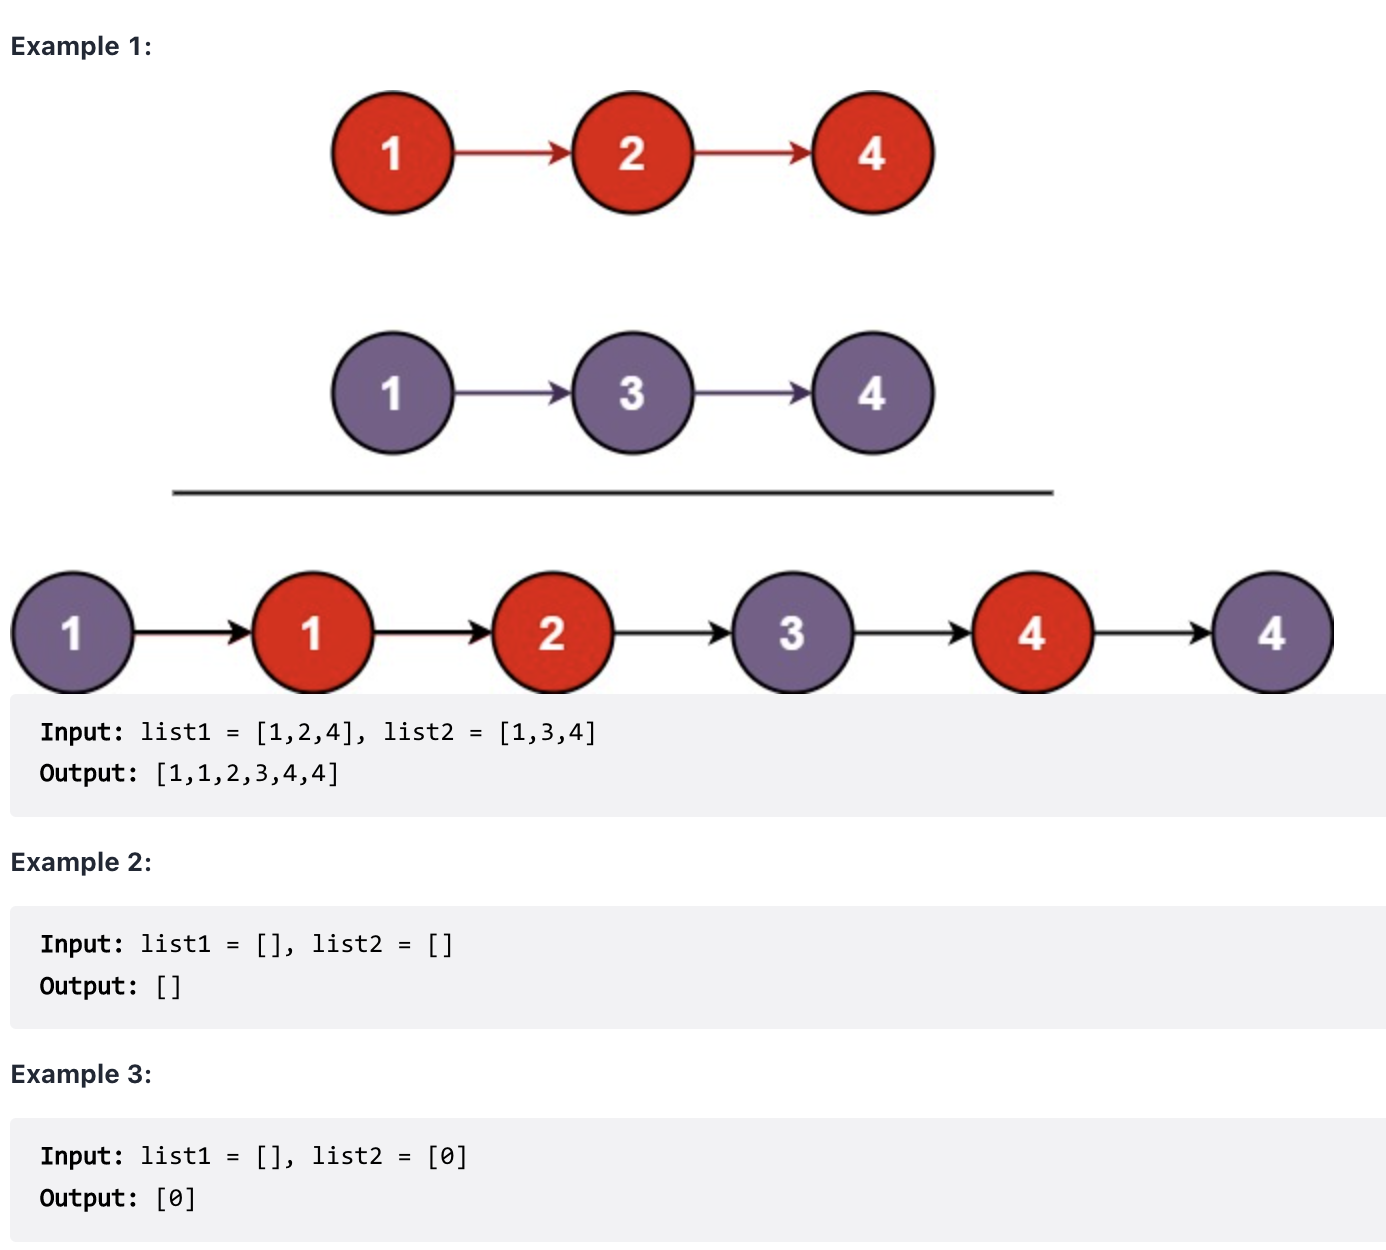 Example 1:
1 2 4
1 3 4
1 1 2 3 4 4
Input: list1 = [1,2,4], list2 = [1,3,4]
Output: [1,1,2,3,4,4]
Example 2:
Input: list1 = [], list2 = []
Output: []
Example 3:
Input: list1 = [], list2 = [0]
Output: [0]